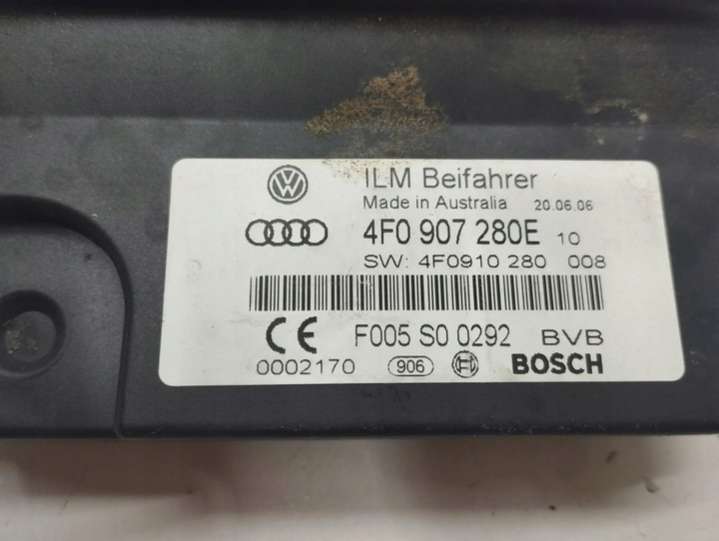 ILM Beifahrer
Made in Australia 20.06.06
4F0 907 280E 10
SW: 4F0910 280 008
CE F005 S0 0292 BVB
0002170 906 BOSCH